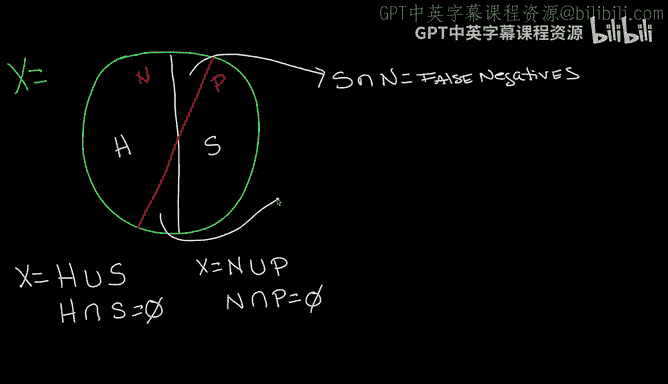 GPT中英字幕课程资源@bilibili.com
GPT中英字幕课程资源 bilibili
X=
N
P
S∩N=False Negatives
H
S
X=H∪S
X=N∪P
H∩S=∅
N∩P=∅